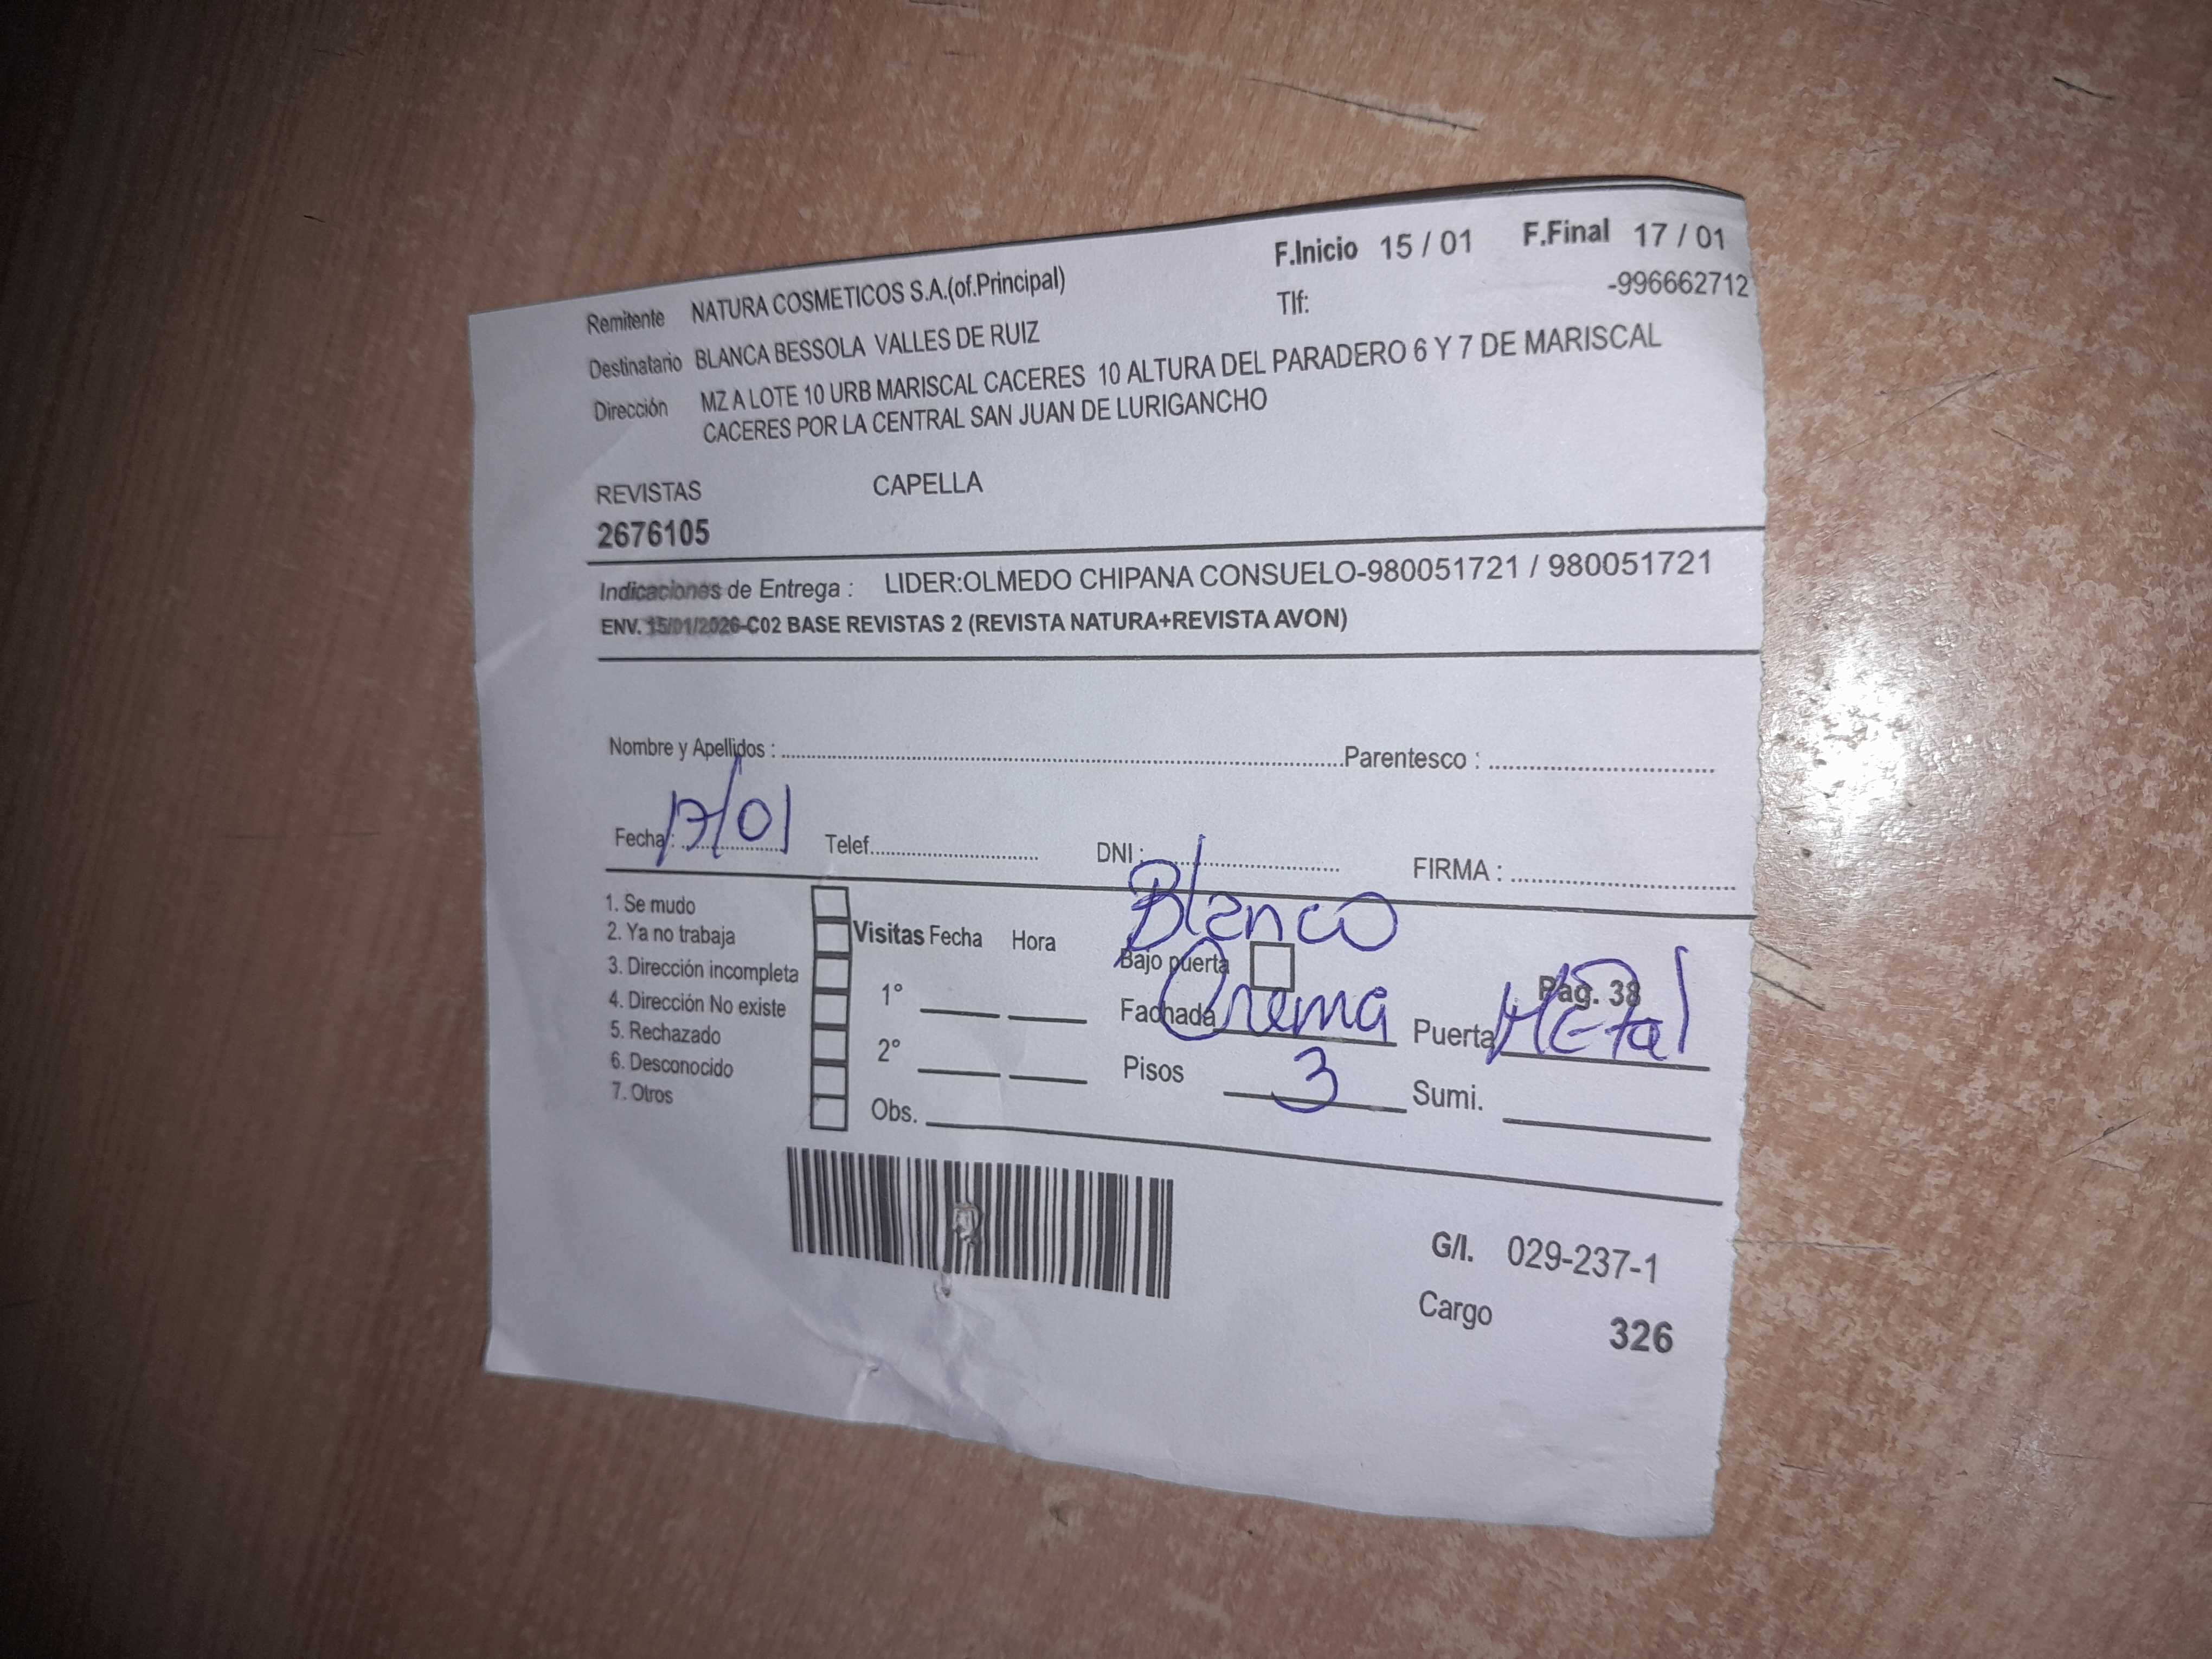 F.Inicio 15 / 01 F.Final 17 / 01
Remitente NATURA COSMETICOS S.A.(of.Principal) Tlf: -996662712
Destinatario BLANCA BESSOLA VALLES DE RUIZ
Dirección MZ A LOTE 10 URB MARISCAL CACERES 10 ALTURA DEL PARADERO 6 Y 7 DE MARISCAL
CACERES POR LA CENTRAL SAN JUAN DE LURIGANCHO
REVISTAS CAPELLA
2676105
Indicaciones de Entrega : LIDER:OLMEDO CHIPANA CONSUELO-980051721 / 980051721
ENV. 15/01/2026-C02 BASE REVISTAS 2 (REVISTA NATURA+REVISTA AVON)
Nombre y Apellidos : Parentesco :
Fecha : 17/01 Telef. DNI : FIRMA :
1. Se mudo
2. Ya no trabaja
3. Dirección incompleta
4. Dirección No existe
5. Rechazado
6. Desconocido
7. Otros
Visitas Fecha Hora
1°
2°
Obs.
Blanco
Bajo puerta Pag. 38
Fachada Crema Puerta Metal
Pisos 3 Sumi.
G/I. 029-237-1
Cargo 326